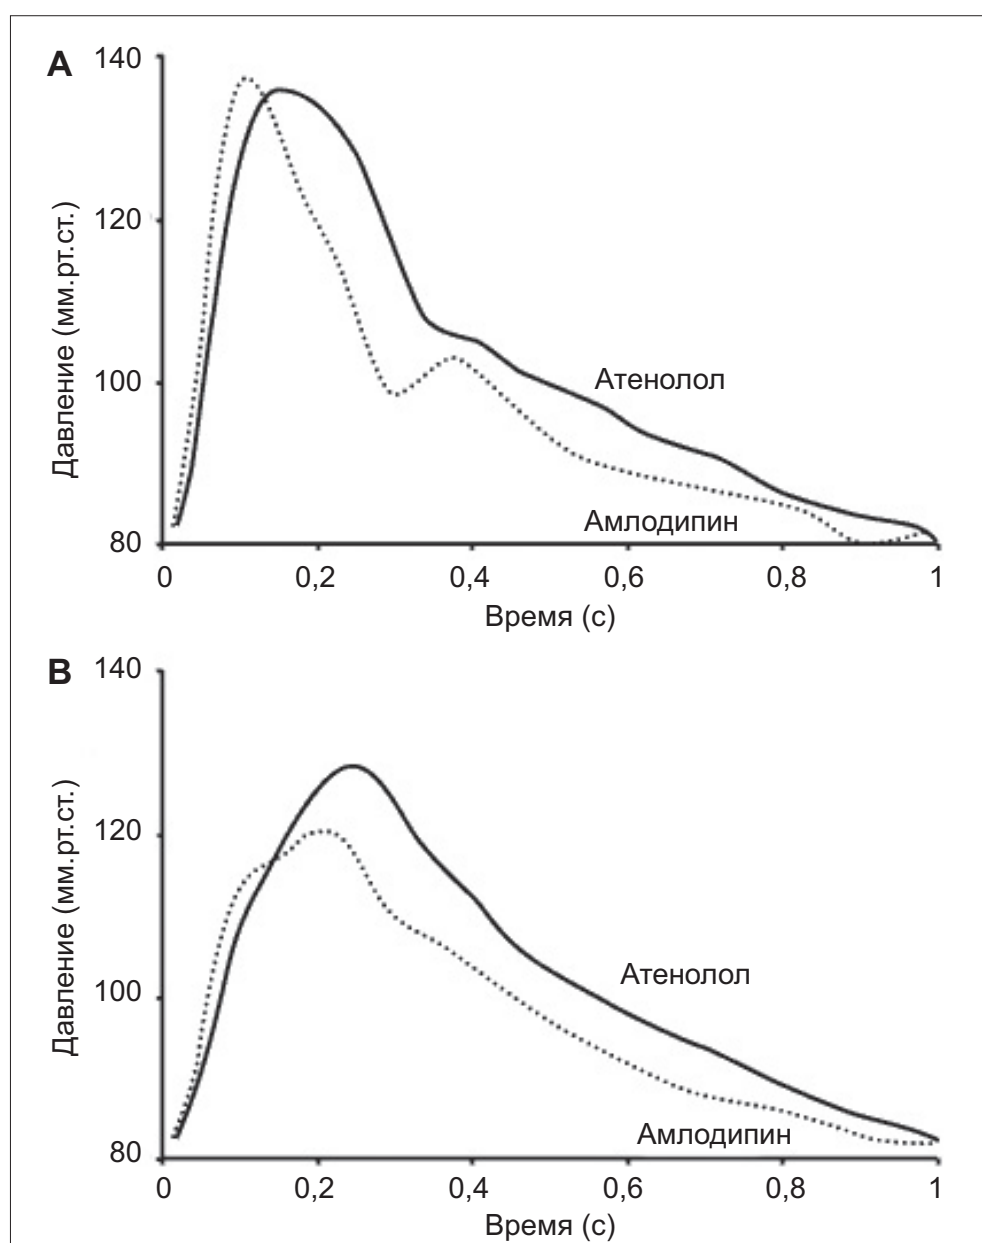 A
140
120
100
80
Давление (мм.рт.ст.)
Атенолол
Амлодипин
0 0,2 0,4 0,6 0,8 1
Время (с)
B
140
120
100
80
Давление (мм.рт.ст.)
Атенолол
Амлодипин
0 0,2 0,4 0,6 0,8 1
Время (с)